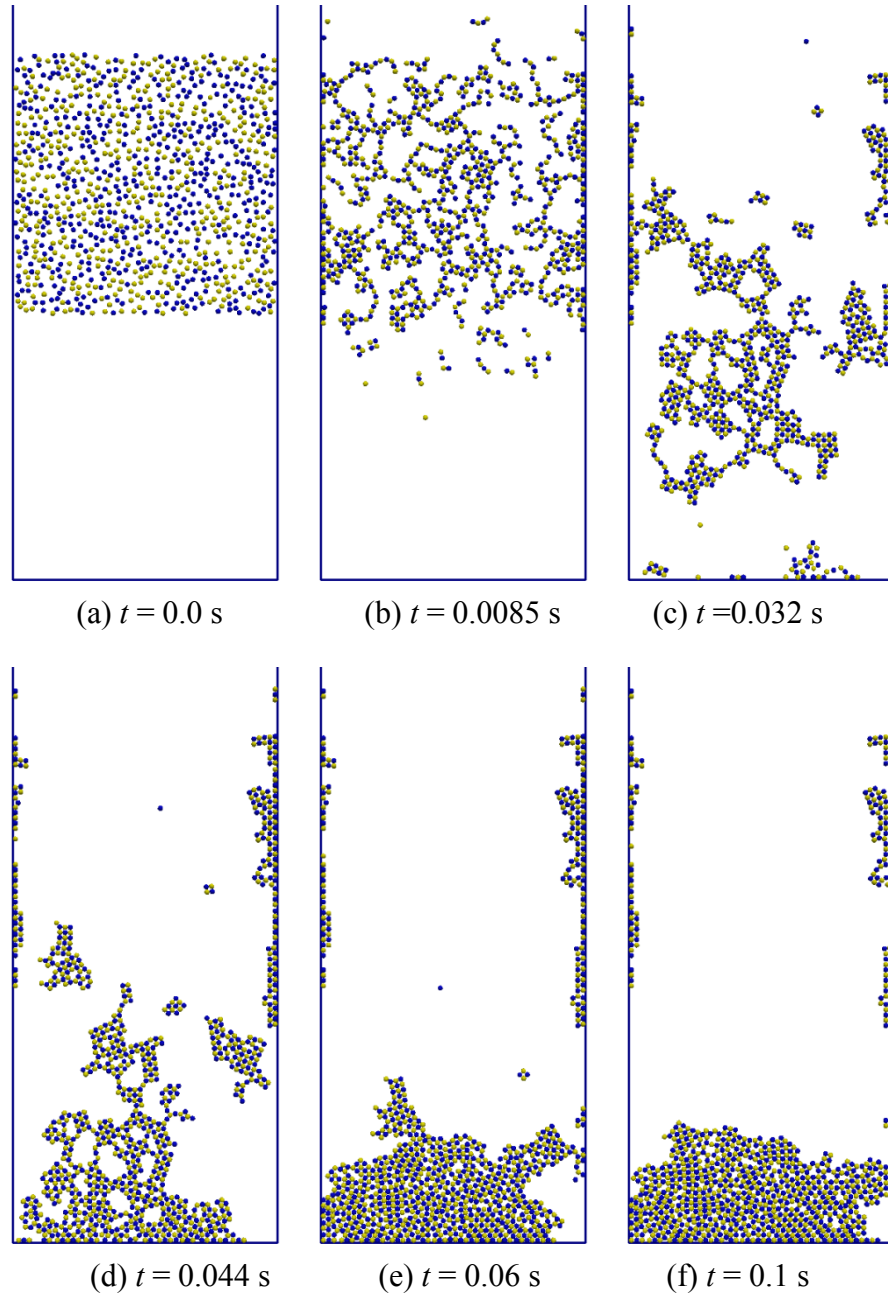 (a) t = 0.0 s
(b) t = 0.0085 s
(c) t =0.032 s
(d) t = 0.044 s
(e) t = 0.06 s
(f) t = 0.1 s